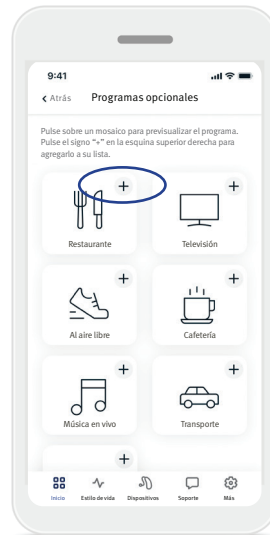 9:41
Atrás Programas opcionales
Pulse sobre un mosaico para previsualizar el programa.
Pulse el signo "+" en la esquina superior derecha para
agregarlo a su lista.
+ +
Restaurante Televisión
+ +
Al aire libre Cafetería
+ +
Música en vivo Transporte
+
Inicio Estilo de vida Dispositivos Soporte Más